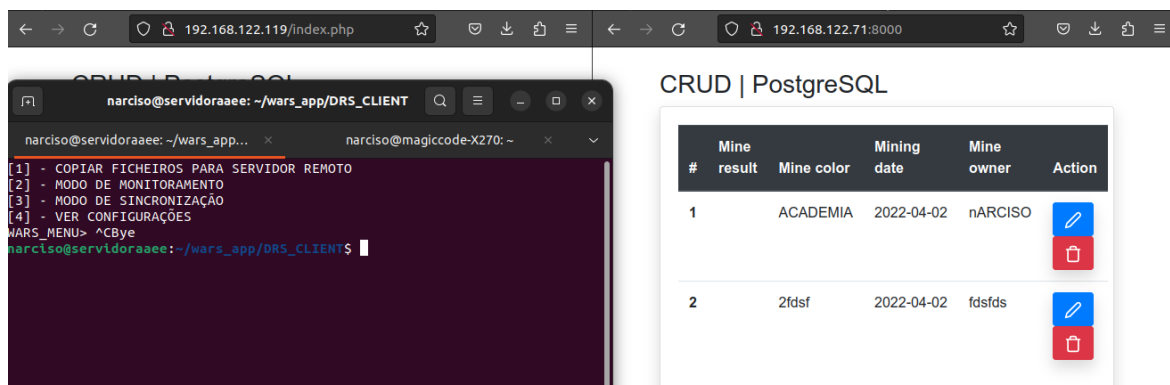 192.168.122.119/index.php
CRUD | PostgreSQL
narciso@servidoraaee: ~/wars_app/DRS_CLIENT
narciso@servidoraaee: ~/wars_app...
narciso@magiccode-X270: ~
[1] - COPIAR FICHEIROS PARA SERVIDOR REMOTO
[2] - MODO DE MONITORAMENTO
[3] - MODO DE SINCRONIZAÇÃO
[4] - VER CONFIGURAÇÕES
WARS_MENU> ^CBye
narciso@servidoraaee:~/wars_app/DRS_CLIENT$
192.168.122.71:8000
CRUD | PostgreSQL
# Mine result Mine color Mining date Mine owner Action
1 ACADEMIA 2022-04-02 nARCISO
2 2fdsf 2022-04-02 fdsfds